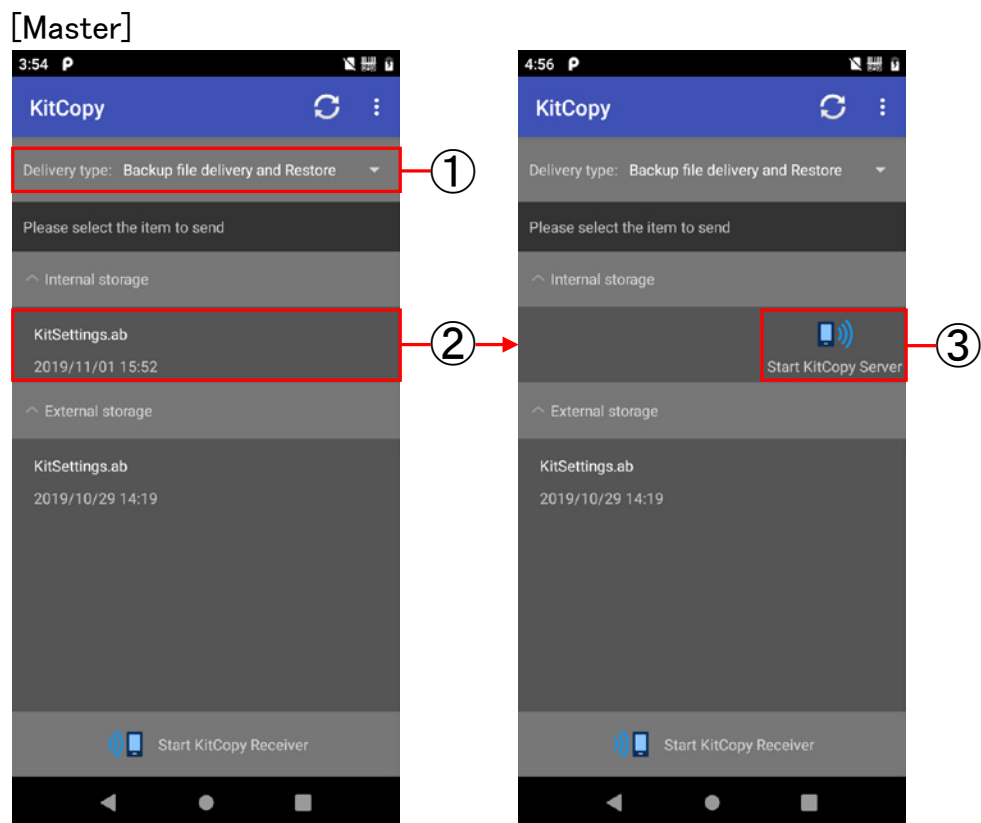 [Master]
3:54
KitCopy
Delivery type: Backup file delivery and Restore
①
Please select the item to send
Internal storage
KitSettings.ab
2019/11/01 15:52
②
External storage
KitSettings.ab
2019/10/29 14:19
Start KitCopy Receiver
4:56
KitCopy
Delivery type: Backup file delivery and Restore
Please select the item to send
Internal storage
Start KitCopy Server
③
External storage
KitSettings.ab
2019/10/29 14:19
Start KitCopy Receiver